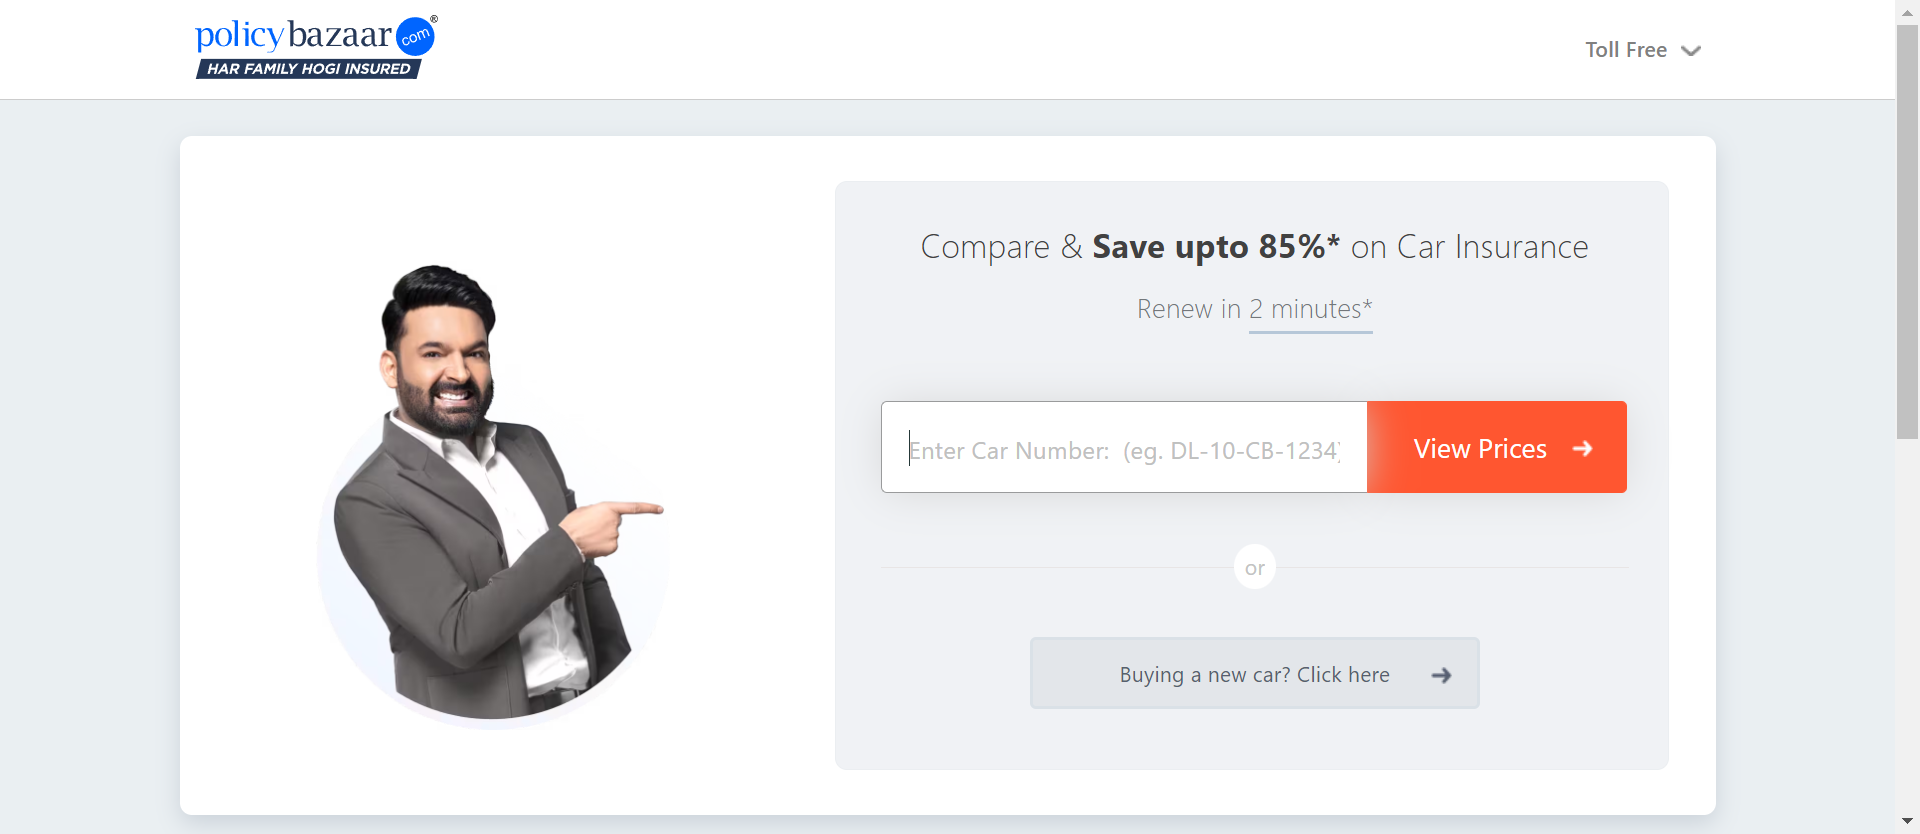 policybazaar.com®
HAR FAMILY HOGI INSURED
Toll Free
Compare & Save upto 85%* on Car Insurance
Renew in 2 minutes*
Enter Car Number: (eg. DL-10-CB-1234)
View Prices
or
Buying a new car? Click here